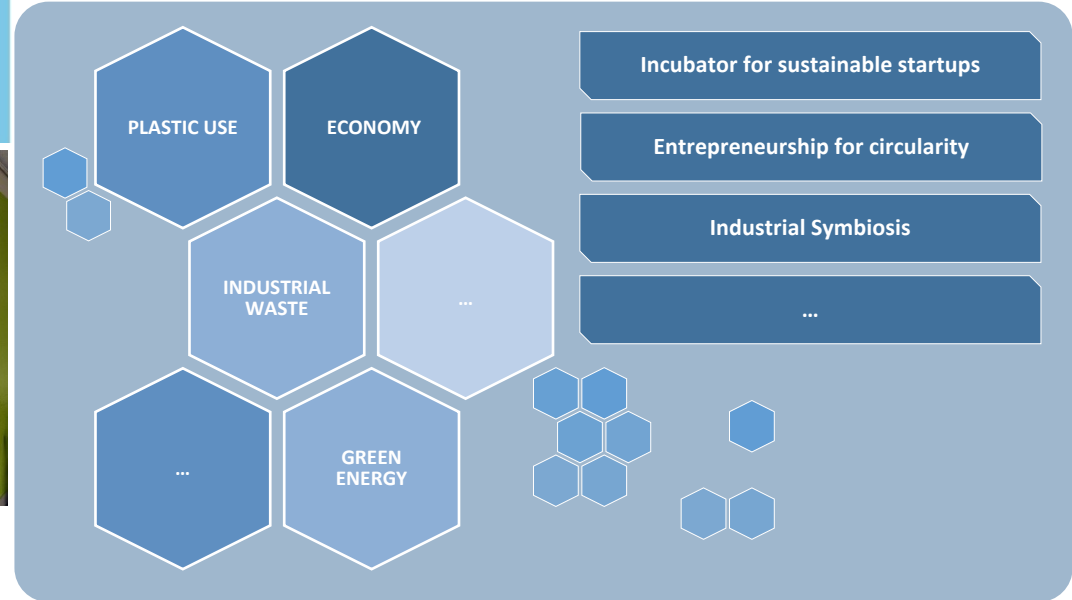 PLASTIC USE
ECONOMY
INDUSTRIAL
WASTE
...
...
GREEN
ENERGY
Incubator for sustainable startups
Entrepreneurship for circularity
Industrial Symbiosis
...